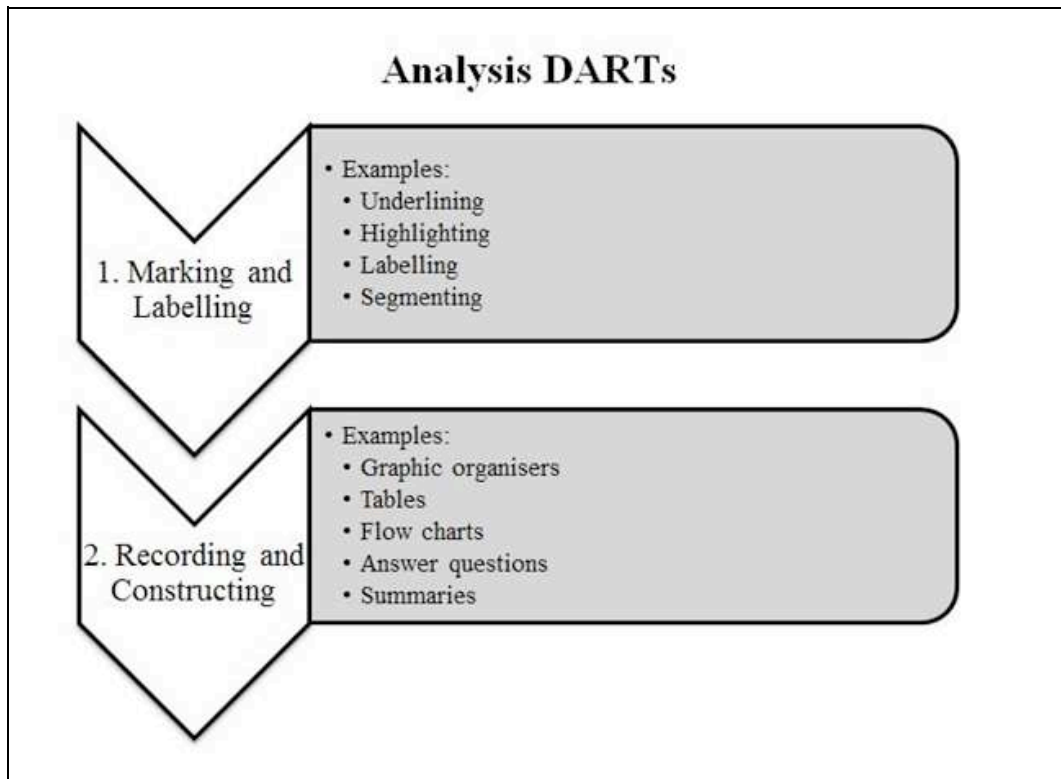 Analysis DARTs
1. Marking and
Labelling
• Examples:
• Underlining
• Highlighting
• Labelling
• Segmenting
2. Recording and
Constructing
• Examples:
• Graphic organisers
• Tables
• Flow charts
• Answer questions
• Summaries